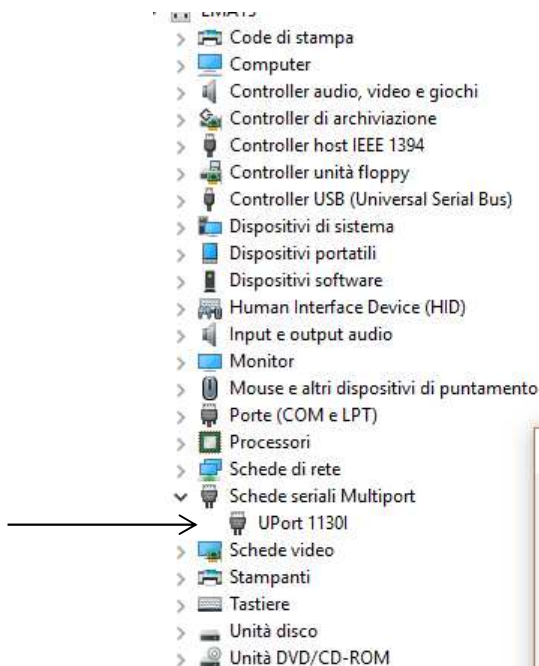 Code di stampa
Computer
Controller audio, video e giochi
Controller di archiviazione
Controller host IEEE 1394
Controller unità floppy
Controller USB (Universal Serial Bus)
Dispositivi di sistema
Dispositivi portatili
Dispositivi software
Human Interface Device (HID)
Input e output audio
Monitor
Mouse e altri dispositivi di puntamento
Porte (COM e LPT)
Processori
Schede di rete
Schede seriali Multiport
UPort 1130I
Schede video
Stampanti
Tastiere
Unità disco
Unità DVD/CD-ROM